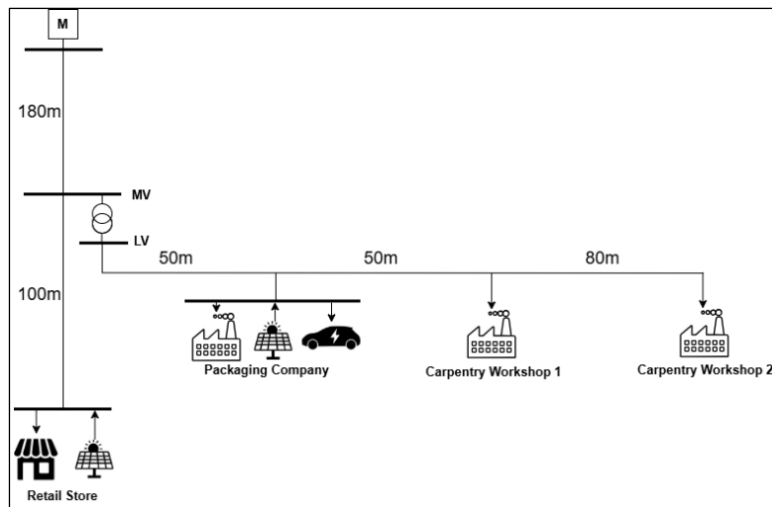 M
180m
MV
LV
50m
50m
80m
100m
Packaging Company
Carpentry Workshop 1
Carpentry Workshop 2
Retail Store